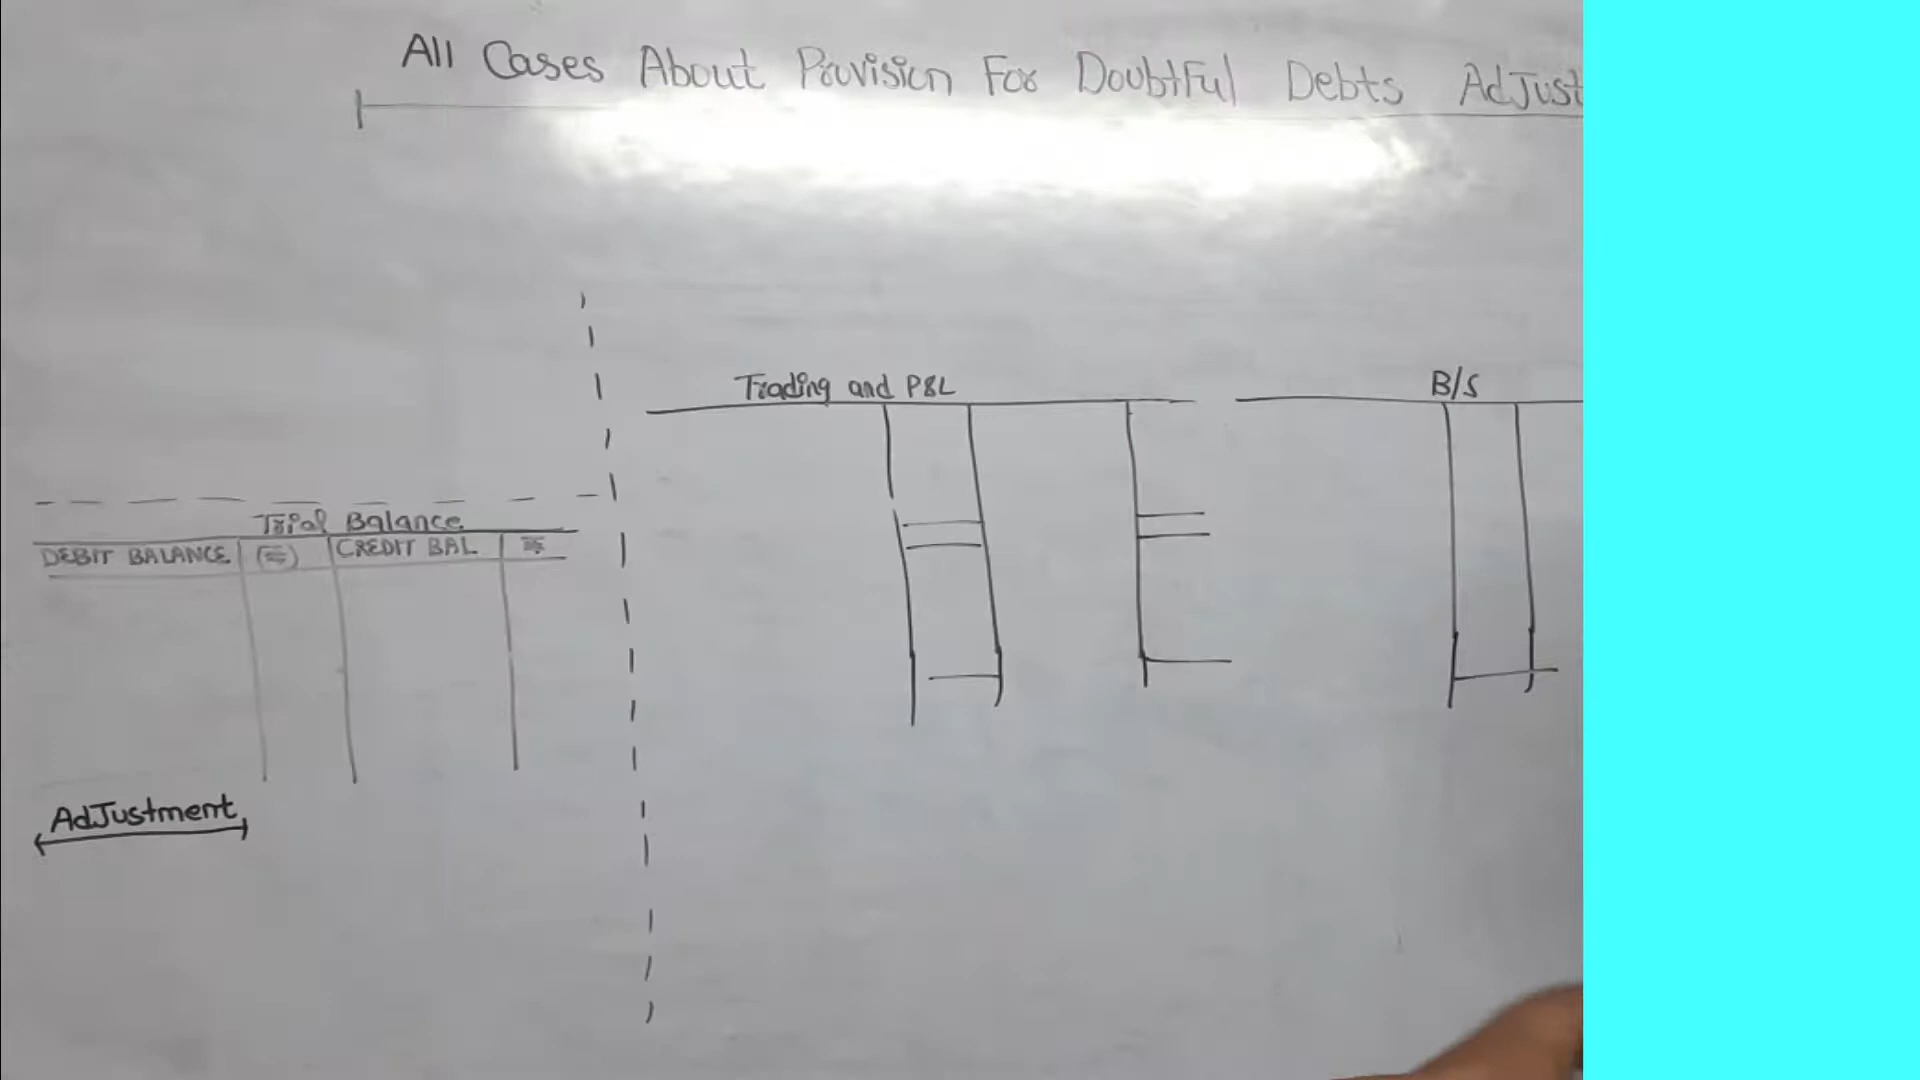 All Cases About Provision For Doubtful Debts AdJust
Trading and P&L
B/S
Trial Balance
DEBIT BALANCE (₹) CREDIT BAL ₹
AdJustment